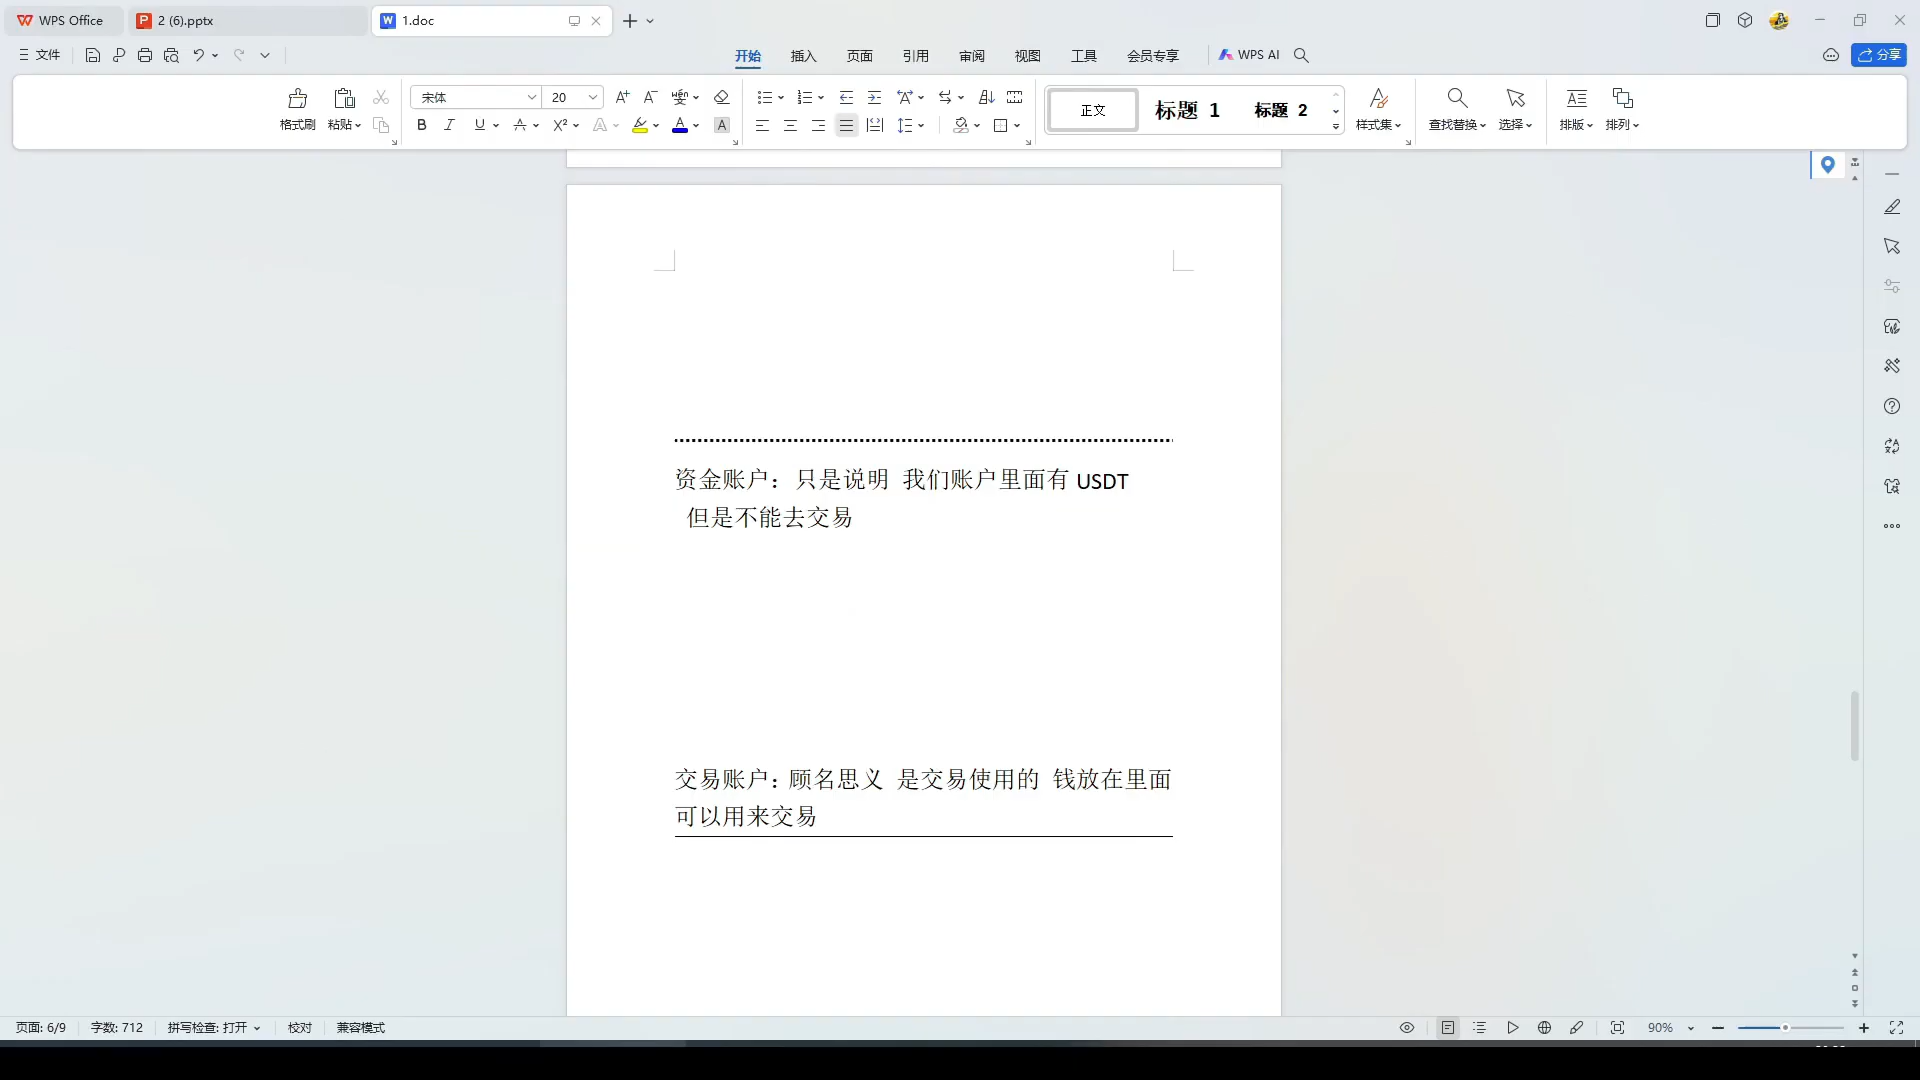 WPS Office
2 (6).pptx
1.doc
文件
开始
插入
页面
引用
审阅
视图
工具
会员专享
WPS AI
分享
格式刷
粘贴
宋体
20
正文
标题 1
标题 2
样式集
查找替换
选择
排版
排列
资金账户：只是说明 我们账户里面有 USDT
但是不能去交易
交易账户：顾名思义 是交易使用的 钱放在里面
可以用来交易
页面: 6/9
字数: 712
拼写检查: 打开
校对
兼容模式
90%